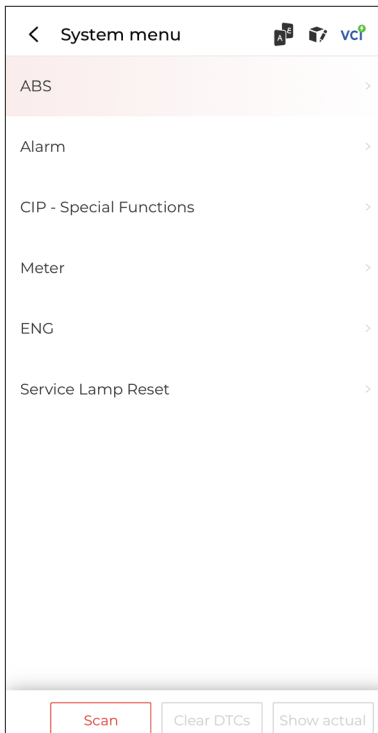 System menu
A E
vci
ABS
Alarm
CIP - Special Functions
Meter
ENG
Service Lamp Reset
Scan
Clear DTCs
Show actual